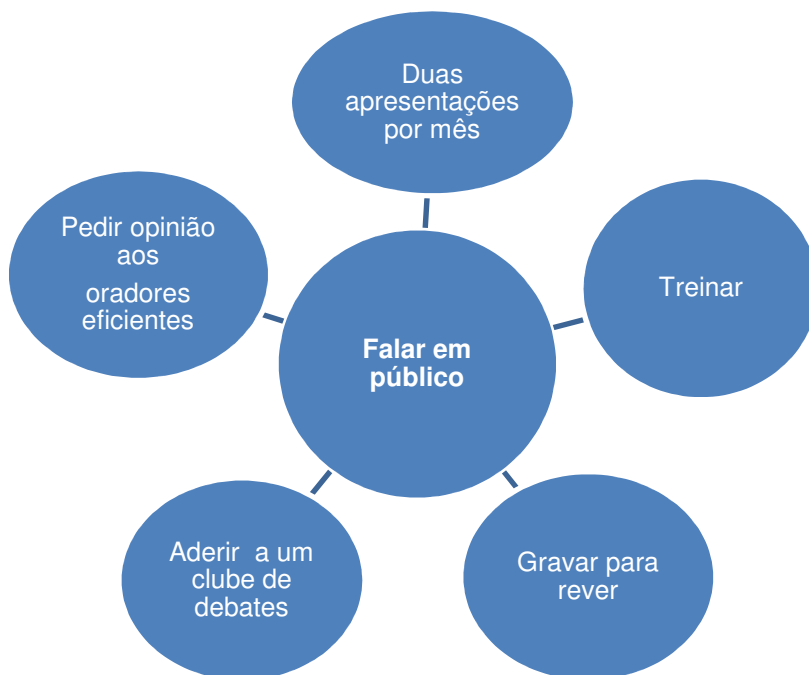 Duas
apresentações
por mês
Pedir opinião
aos
oradores
eficientes
Treinar
Falar em
público
Aderir a um
clube de
debates
Gravar para
rever